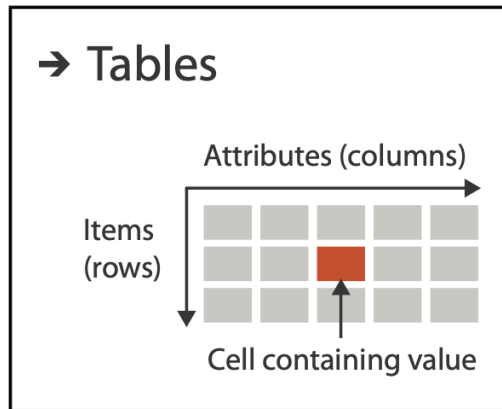 → Tables
Attributes (columns)
Items
(rows)
Cell containing value